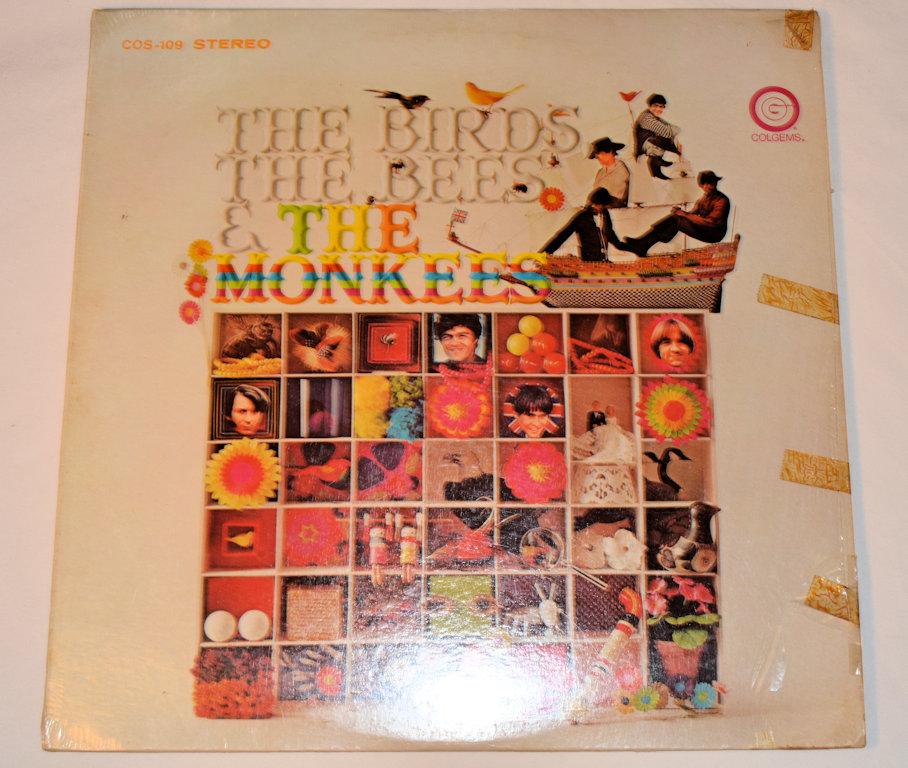 COS-109 STEREO
THE BIRDS
THE BEES
& THE
MONKEES
COLGEMS®